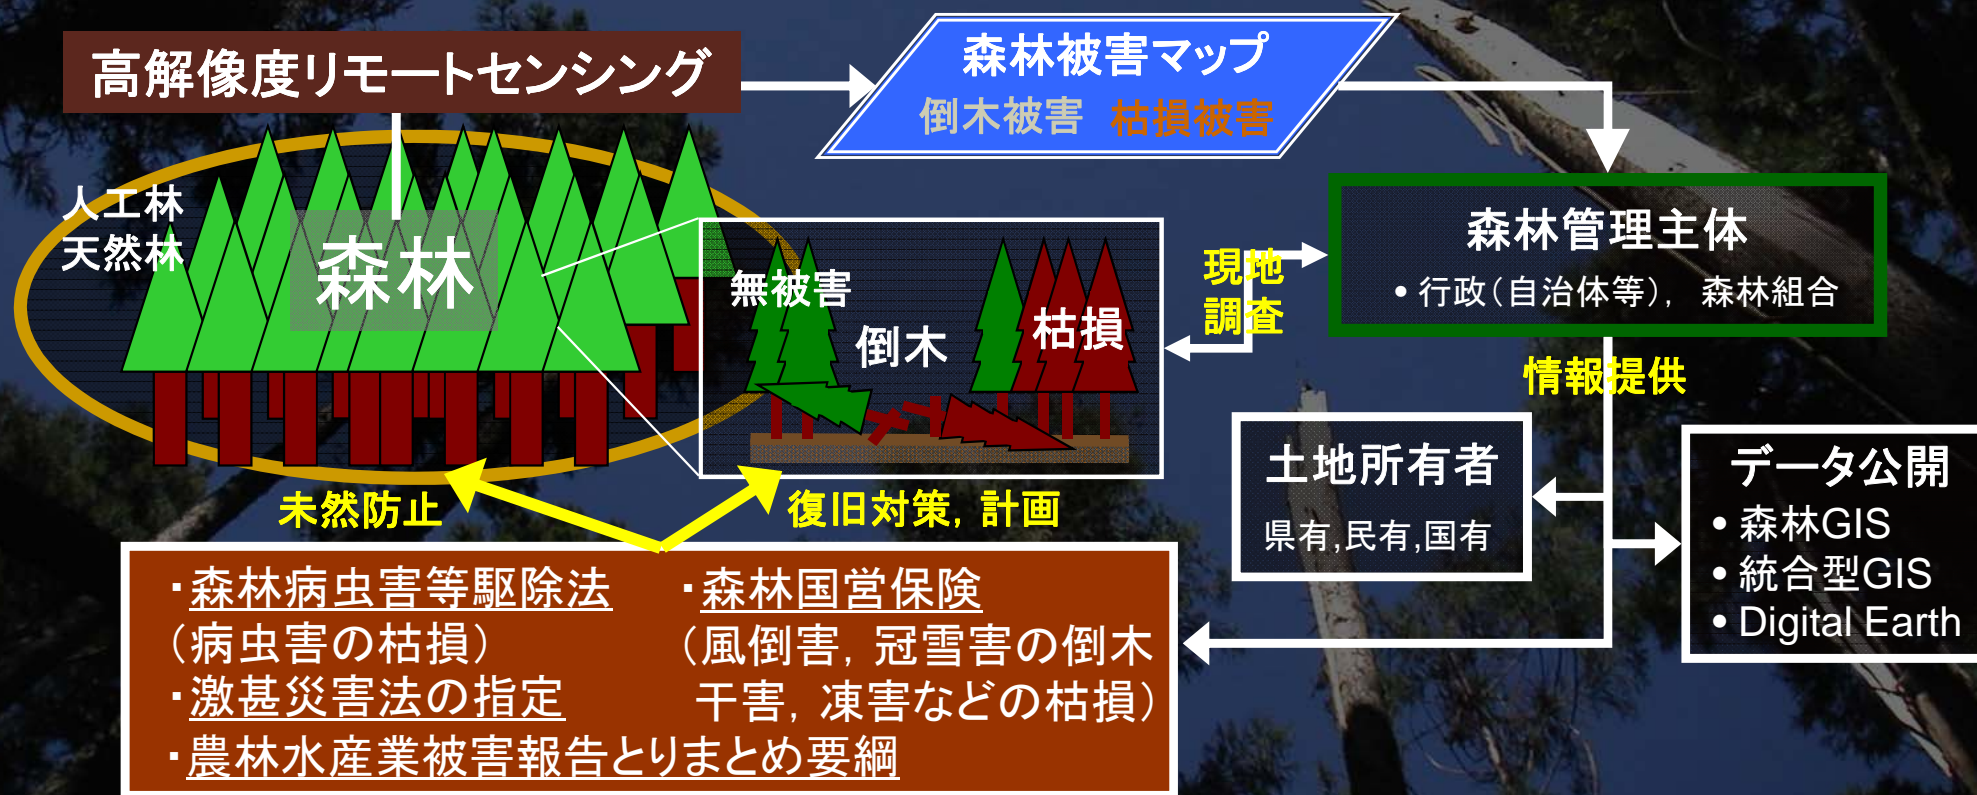 高解像度リモートセンシング
森林被害マップ
倒木被害 枯損被害
人工林
天然林
森林
無被害
倒木
枯損
現地
調査
森林管理主体
• 行政(自治体等), 森林組合
情報提供
土地所有者
県有,民有,国有
データ公開
• 森林GIS
• 統合型GIS
• Digital Earth
未然防止
復旧対策, 計画
・森林病虫害等駆除法
(病虫害の枯損)
・激甚災害法の指定
・森林国営保険
(風倒害, 冠雪害の倒木
干害, 凍害などの枯損)
・農林水産業被害報告とりまとめ要綱